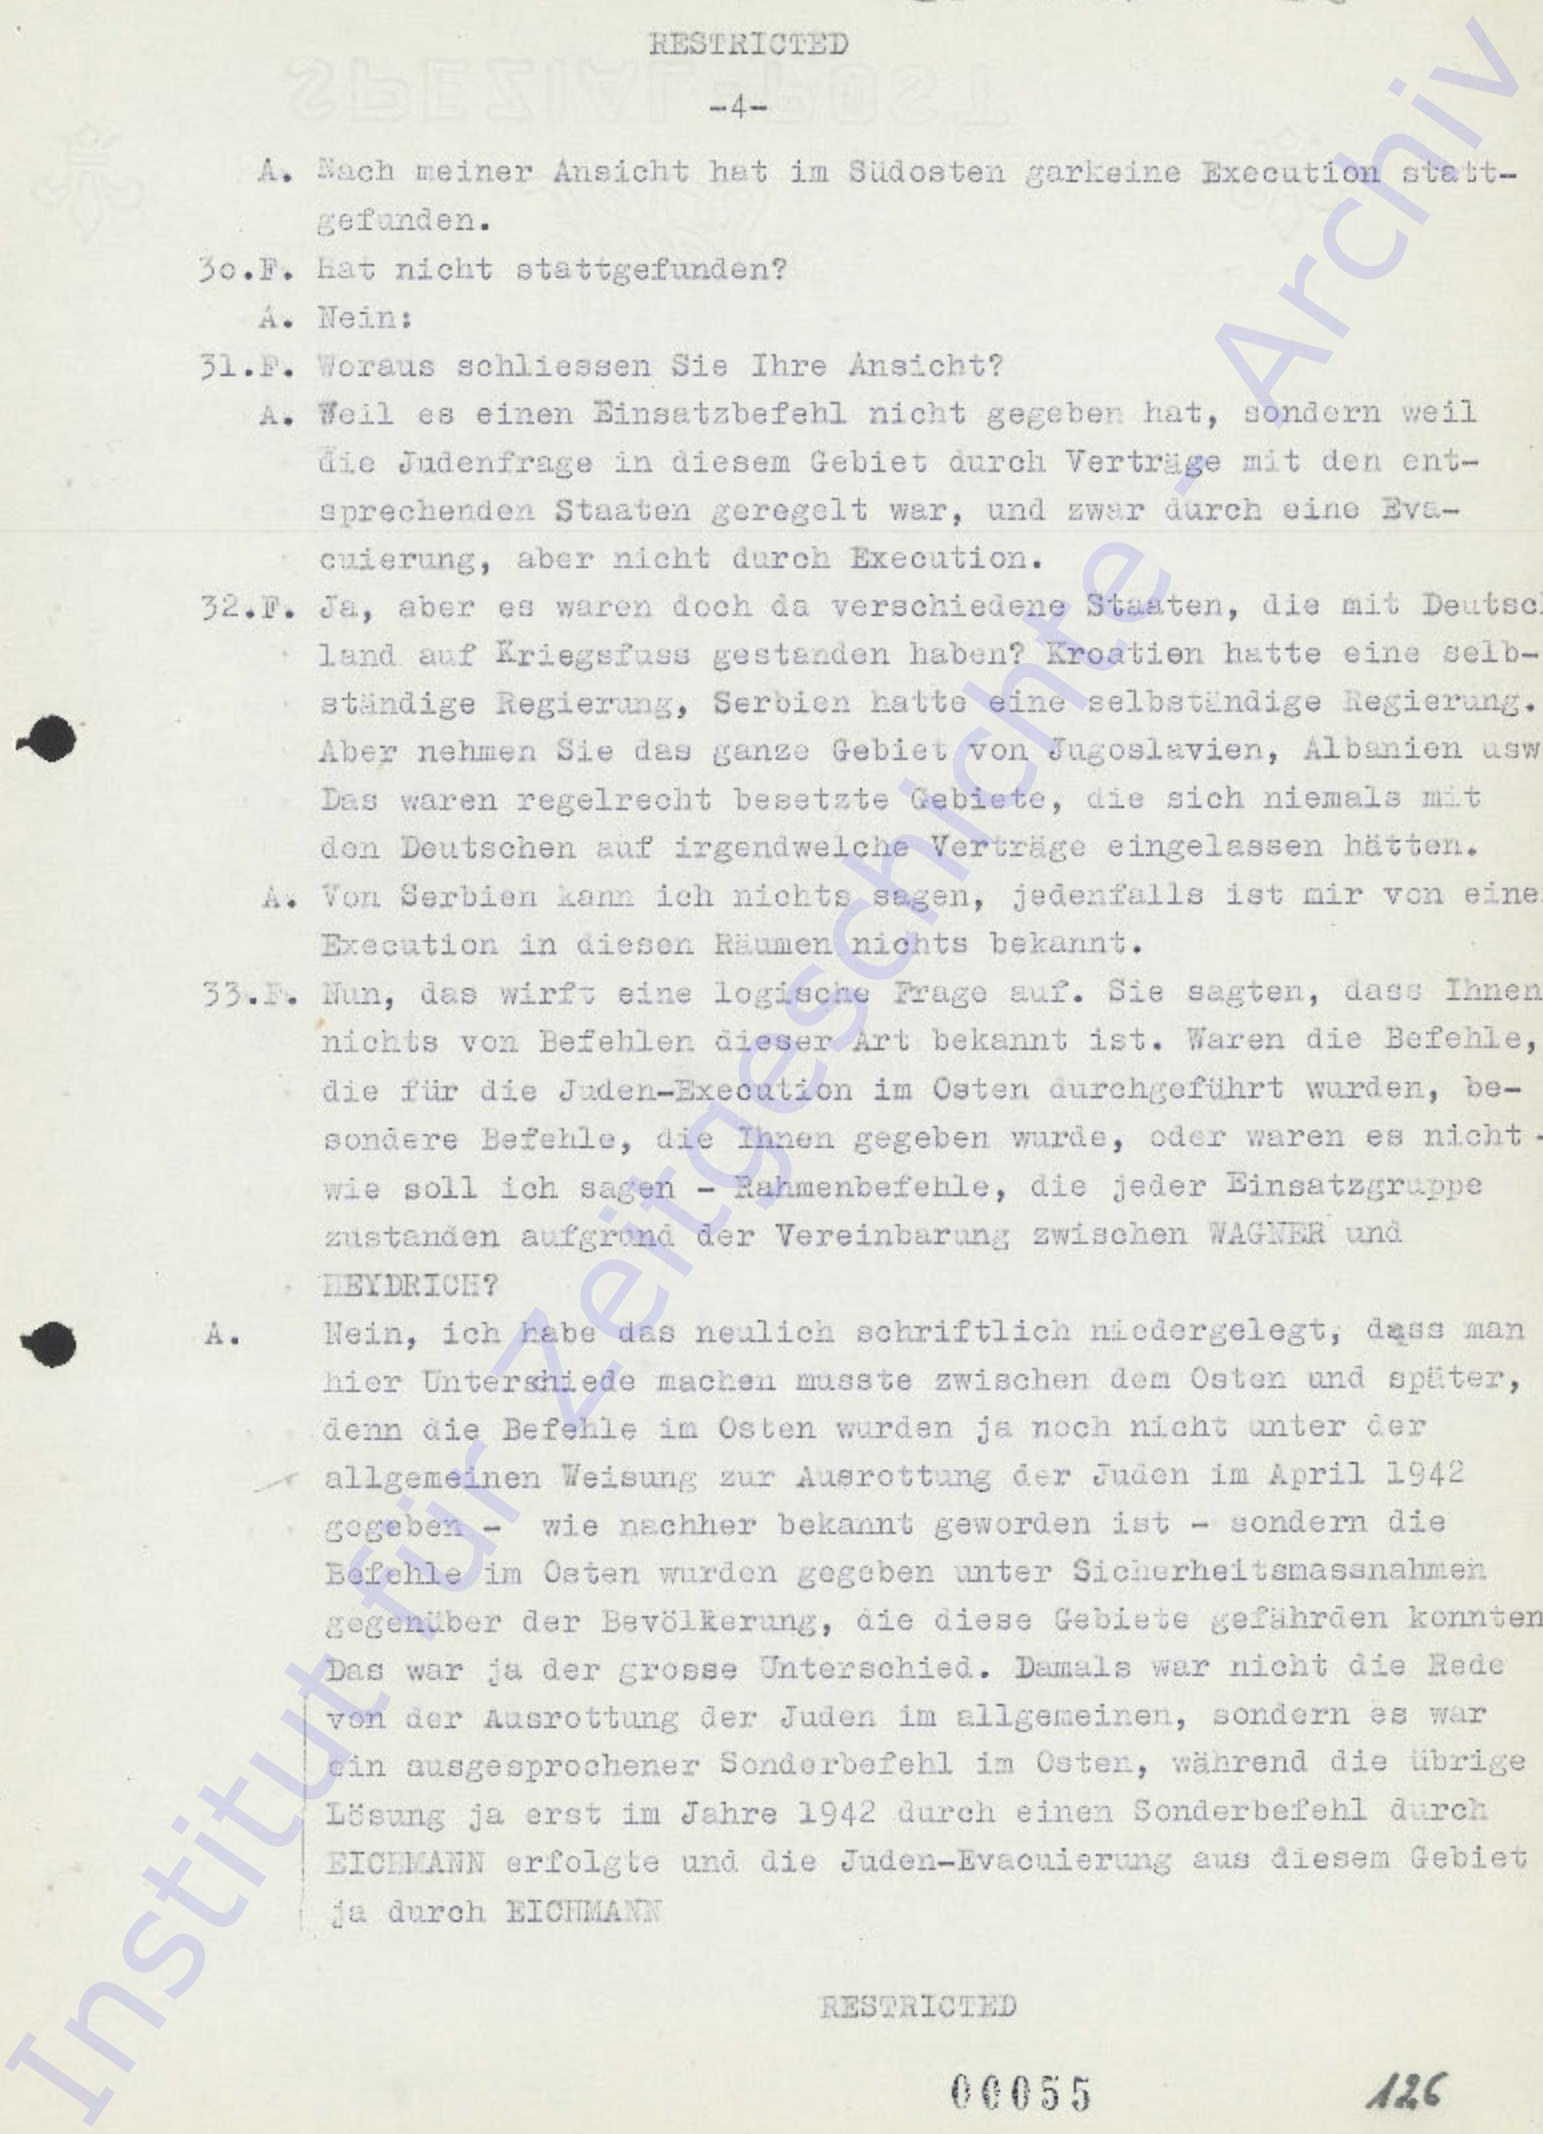 RESTRICTED
-4-
A. Nach meiner Ansicht hat im Südosten garkeine Execution statt-
gefunden.
30.F. Hat nicht stattgefunden?
A. Nein:
31.F. Woraus schliessen Sie Ihre Ansicht?
A. Weil es einen Einsatzbefehl nicht gegeben hat, sondern weil
die Judenfrage in diesem Gebiet durch Verträge mit den ent-
sprechenden Staaten geregelt war, und zwar durch eine Eva-
cuierung, aber nicht durch Execution.
32.F. Ja, aber es waren doch da verschiedene Staaten, die mit Deutsc
land auf Kriegsfuss gestanden haben? Kroatien hatte eine selb-
ständige Regierung, Serbien hatte eine selbständige Regierung.
Aber nehmen Sie das ganze Gebiet von Jugoslavien, Albanien usw
Das waren regelrecht besetzte Gebiete, die sich niemals mit
den Deutschen auf irgendwelche Verträge eingelassen hätten.
A. Von Serbien kann ich nichts sagen, jedenfalls ist mir von eine
Execution in diesen Räumen nichts bekannt.
33.F. Nun, das wirft eine logische Frage auf. Sie sagten, dass Ihnen
nichts von Befehlen dieser Art bekannt ist. Waren die Befehle,
die für die Juden-Execution im Osten durchgeführt wurden, be-
sondere Befehle, die Ihnen gegeben wurde, oder waren es nicht -
wie soll ich sagen - Rahmenbefehle, die jeder Einsatzgruppe
zustanden aufgrund der Vereinbarung zwischen WAGNER und
HEYDRICH?
A. Nein, ich habe das neulich schriftlich niedergelegt, dass man
hier Unterschiede machen musste zwischen dem Osten und später,
denn die Befehle im Osten wurden ja noch nicht unter der
allgemeinen Weisung zur Ausrottung der Juden im April 1942
gegeben - wie nachher bekannt geworden ist - sondern die
Befehle im Osten wurden gegeben unter Sicherheitsmassnahmen
gegenüber der Bevölkerung, die diese Gebiete gefährden konnten
Das war ja der grosse Unterschied. Damals war nicht die Rede
von der Ausrottung der Juden im allgemeinen, sondern es war
ein ausgesprochener Sonderbefehl im Osten, während die übrige
Lösung ja erst im Jahre 1942 durch einen Sonderbefehl durch
EICHMANN erfolgte und die Juden-Evacuierung aus diesem Gebiet
ja durch EICHMANN
RESTRICTED
00055
126
Institut für Zeitgeschichte - Archiv